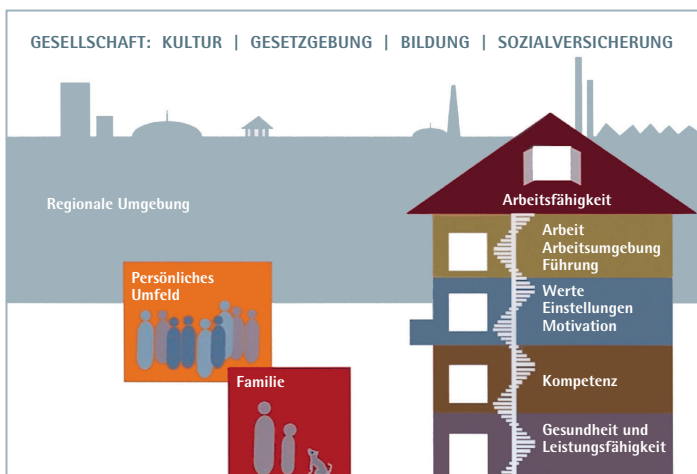 GESELLSCHAFT: KULTUR | GESETZGEBUNG | BILDUNG | SOZIALVERSICHERUNG
Regionale Umgebung
Arbeitsfähigkeit
Arbeit
Arbeitsumgebung
Führung
Persönliches
Umfeld
Werte
Einstellungen
Motivation
Familie
Kompetenz
Gesundheit und
Leistungsfähigkeit